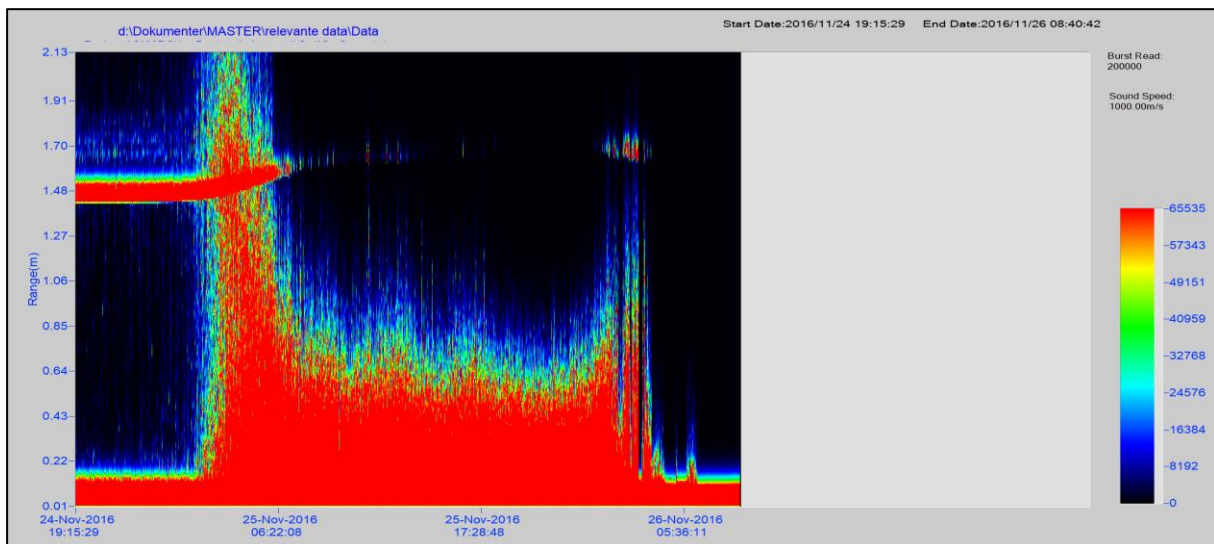 d:\Dokumenter\MASTER\relevante data\Data
Start Date:2016/11/24 19:15:29 End Date:2016/11/26 08:40:42
Burst Read:
200000
Sound Speed:
1000.00m/s
Range(m)
2.13
1.91
1.70
1.48
1.27
1.06
0.85
0.64
0.43
0.22
0.01
65535
57343
49151
40959
32768
24576
16384
8192
0
24-Nov-2016
19:15:29
25-Nov-2016
06:22:08
25-Nov-2016
17:28:48
26-Nov-2016
05:36:11